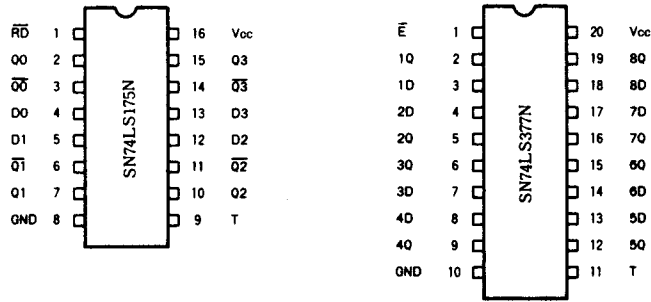 R̅D̅ 1 16 Vcc
Q0 2 15 Q3
Q̅0̅ 3 14 Q̅3̅
D0 4 13 D3
D1 5 12 D2
Q̅1̅ 6 11 Q̅2̅
Q1 7 10 Q2
GND 8 9 T
SN74LS175N
E̅ 1 20 Vcc
1Q 2 19 8Q
1D 3 18 8D
2D 4 17 7D
2Q 5 16 7Q
3Q 6 15 6Q
3D 7 14 6D
4D 8 13 5D
4Q 9 12 5Q
GND 10 11 T
SN74LS377N